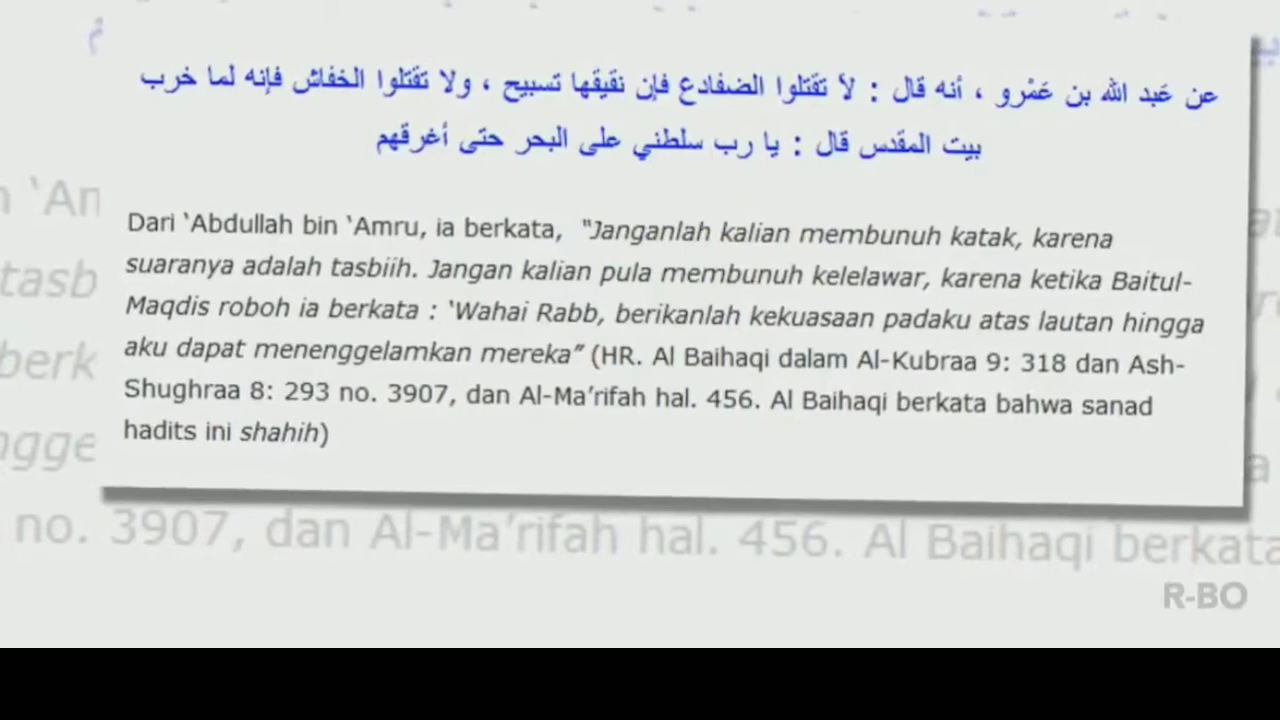 عن عَبد الله بن عَمْرو ، أنه قال : لاَ تقتلوا الضفادع فإن نقيقها تسبيح ، ولا تقتلوا الخفاش فإنه لما خرب
بيت المقدس قال : يا رب سلطني على البحر حتى أغرقهم
Dari ‘Abdullah bin ‘Amru, ia berkata, “Janganlah kalian membunuh katak, karena
suaranya adalah tasbiih. Jangan kalian pula membunuh kelelawar, karena ketika Baitul-
Maqdis roboh ia berkata : ‘Wahai Rabb, berikanlah kekuasaan padaku atas lautan hingga
aku dapat menenggelamkan mereka” (HR. Al Baihaqi dalam Al-Kubraa 9: 318 dan Ash-
Shughraa 8: 293 no. 3907, dan Al-Ma’rifah hal. 456. Al Baihaqi berkata bahwa sanad
hadits ini shahih)
no. 3907, dan Al-Ma’rifah hal. 456. Al Baihaqi berkata
R-BO